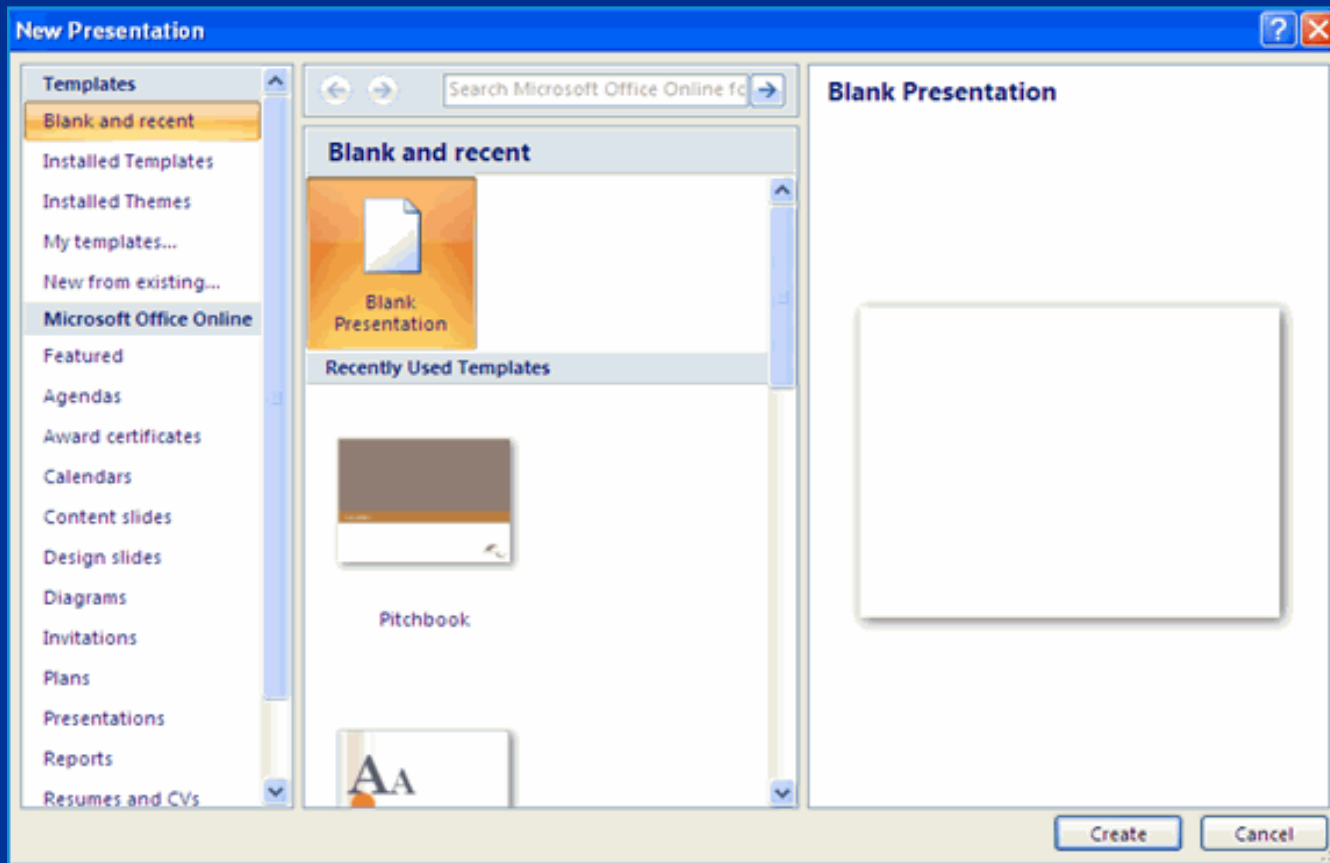 New Presentation
Templates
Blank and recent
Installed Templates
Installed Themes
My templates...
New from existing...
Microsoft Office Online
Featured
Agendas
Award certificates
Calendars
Content slides
Design slides
Diagrams
Invitations
Plans
Presentations
Reports
Resumes and CVs
Search Microsoft Office Online fo
Blank and recent
Blank
Presentation
Recently Used Templates
Pitchbook
AA
Blank Presentation
Create
Cancel